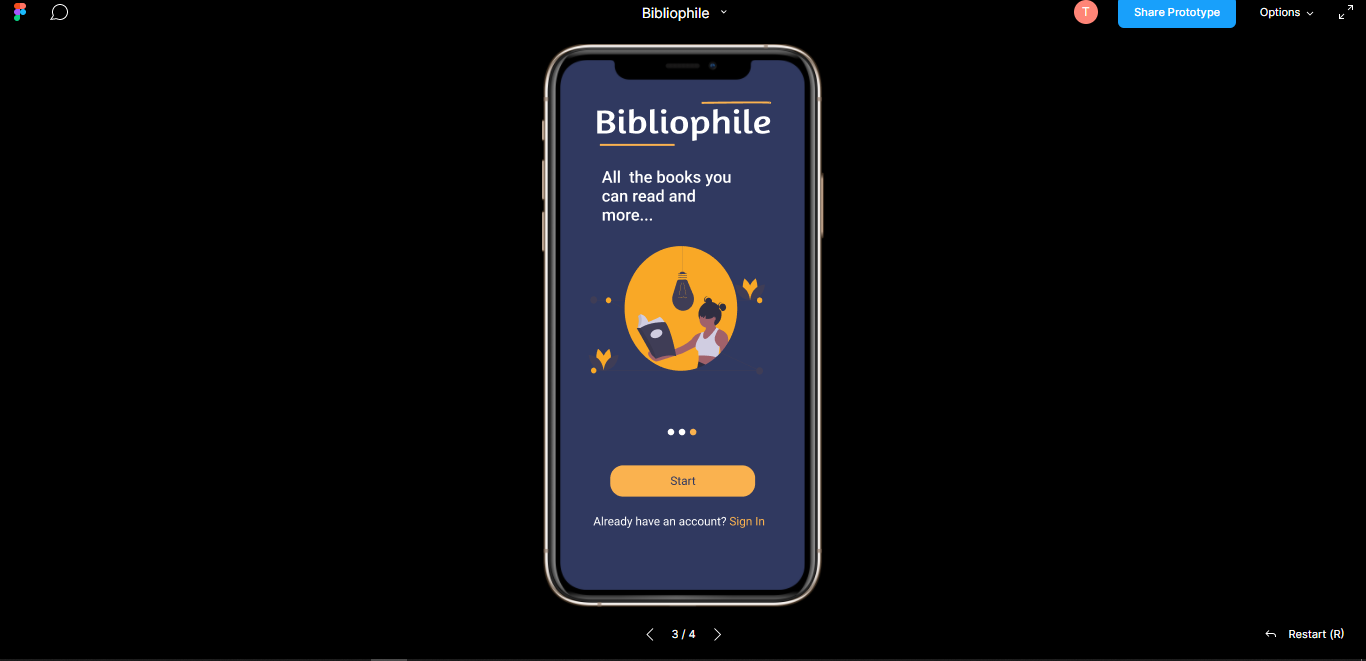 Bibliophile
T
Share Prototype
Options
Bibliophile
All the books you
can read and
more...
Start
Already have an account? Sign In
3 / 4
Restart (R)